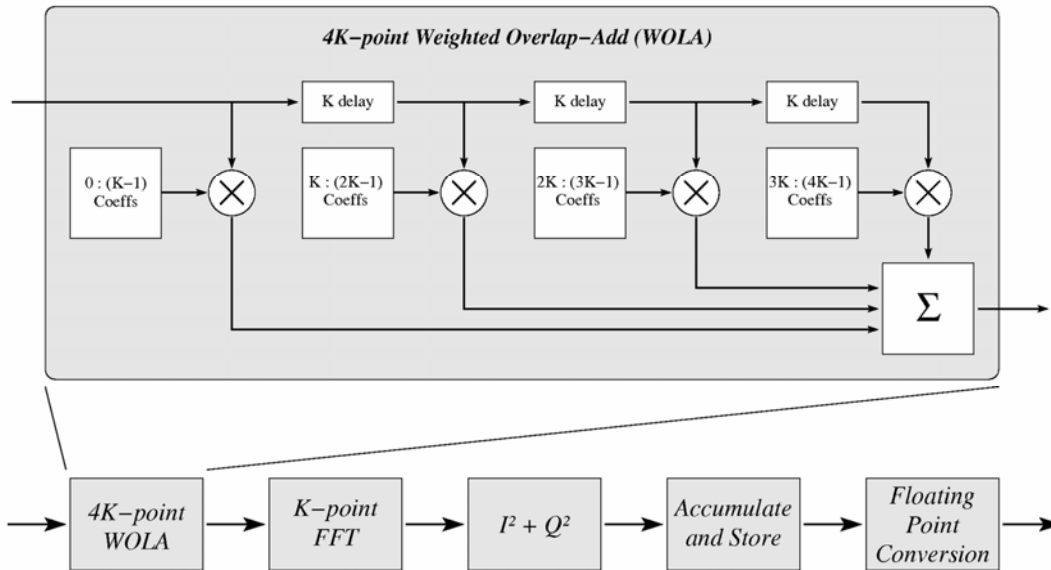 4K−point Weighted Overlap−Add (WOLA)
K delay
K delay
K delay
0 : (K−1)
Coeffs
K : (2K−1)
Coeffs
2K : (3K−1)
Coeffs
3K : (4K−1)
Coeffs
Σ
4K−point
WOLA
K−point
FFT
I² + Q²
Accumulate
and Store
Floating
Point
Conversion